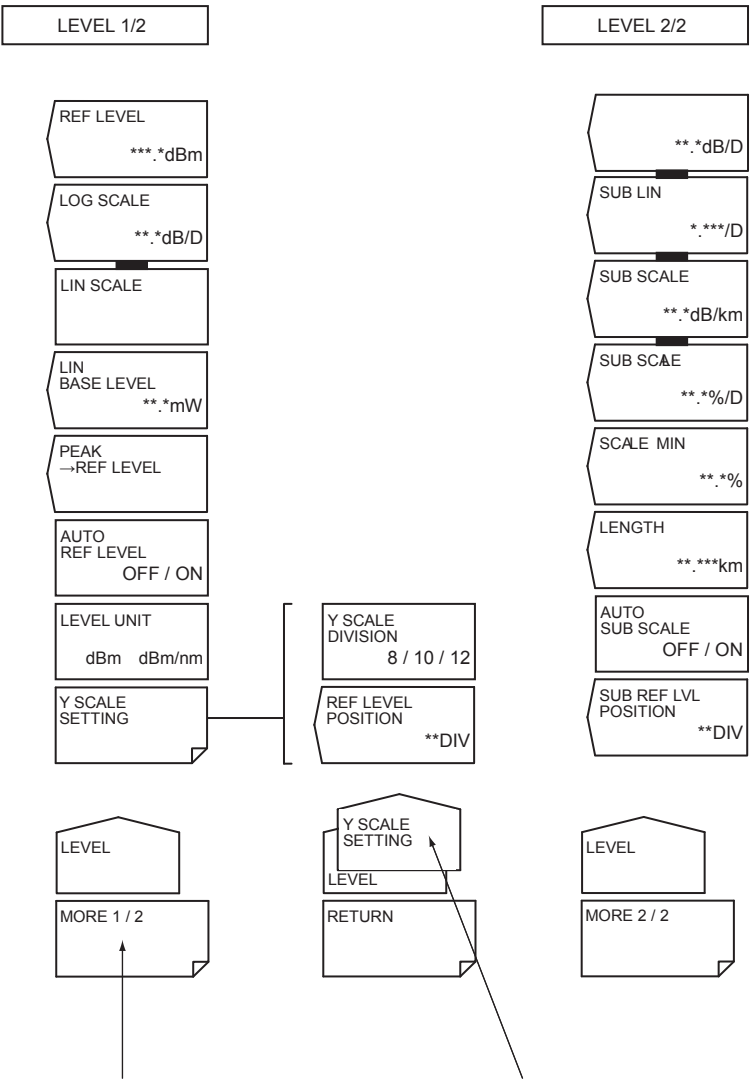 LEVEL 1/2
REF LEVEL
***.*dBm
LOG SCALE
**.*dB/D
LIN SCALE
LIN
BASE LEVEL
**.*mW
PEAK
→REF LEVEL
AUTO
REF LEVEL
OFF / ON
LEVEL UNIT
dBm dBm/nm
Y SCALE
SETTING
LEVEL
MORE 1 / 2
Y SCALE
DIVISION
8 / 10 / 12
REF LEVEL
POSITION
**DIV
Y SCALE
SETTING
LEVEL
RETURN
LEVEL 2/2
**.*dB/D
SUB LIN
*.***/D
SUB SCALE
**.*dB/km
SUB SCALE
**.*%/D
SCALE MIN
**.*%
LENGTH
**.***km
AUTO
SUB SCALE
OFF / ON
SUB REF LVL
POSITION
**DIV
LEVEL
MORE 2 / 2